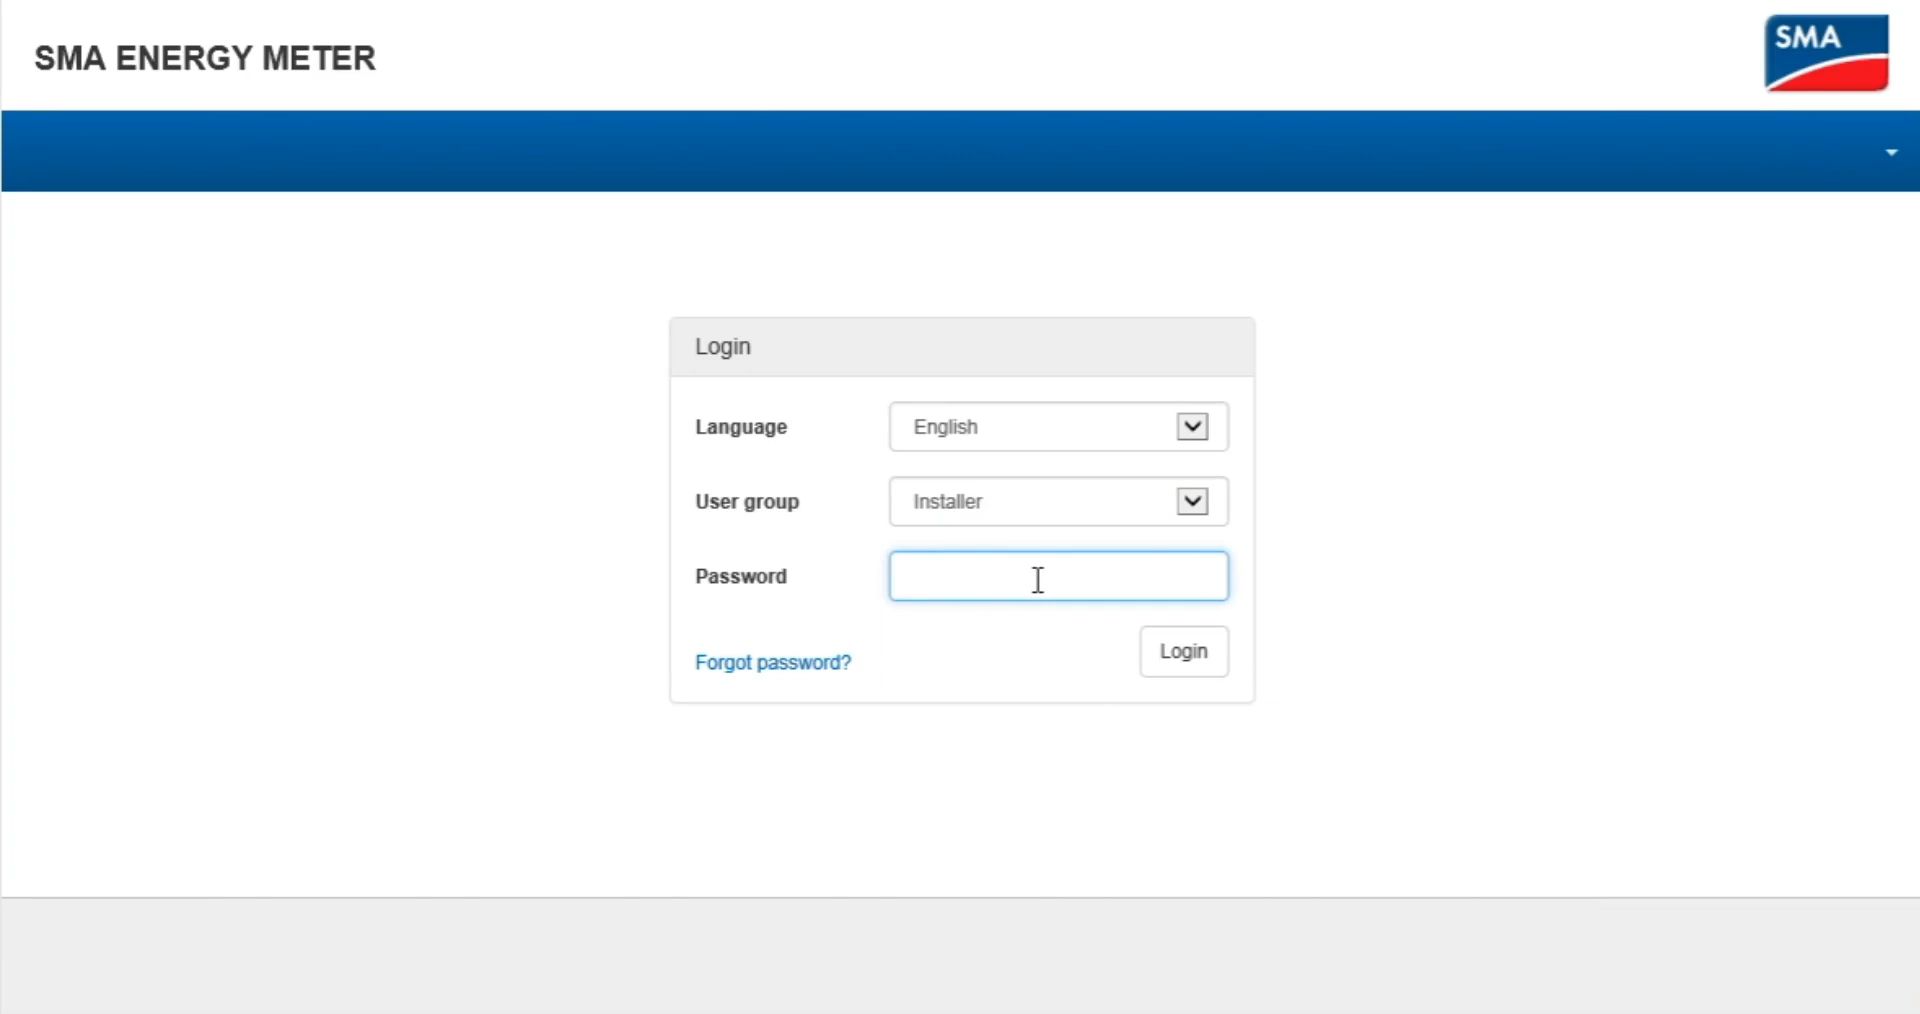 SMA ENERGY METER
SMA
Login
Language
English
User group
Installer
Password
Forgot password?
Login